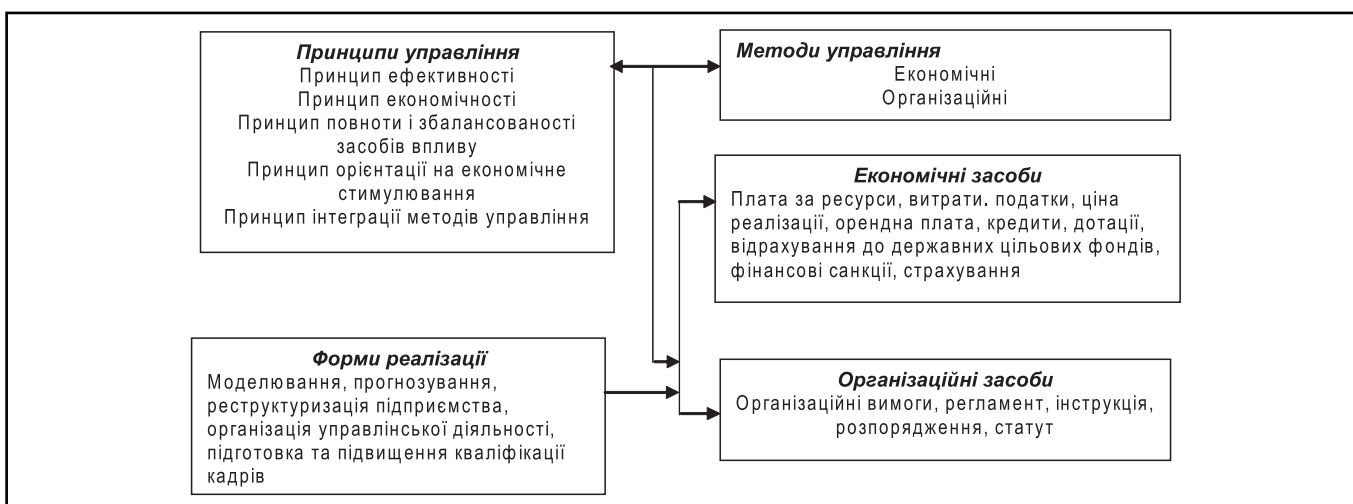 Принципи управління
Принцип ефективності
Принцип економічності
Принцип повноти і збалансованості
засобів впливу
Принцип орієнтації на економічне
стимулювання
Принцип інтеграції методів управління
Методи управління
Економічні
Організаційні
Економічні засоби
Плата за ресурси, витрати. податки, ціна
реалізації, орендна плата, кредити, дотації,
відрахування до державних цільових фондів,
фінансові санкції, страхування
Форми реалізації
Моделювання, прогнозування,
реструктуризація підприємства,
організація управлінської діяльності,
підготовка та підвищення кваліфікації
кадрів
Організаційні засоби
Організаційні вимоги, регламент, інструкція,
розпорядження, статут